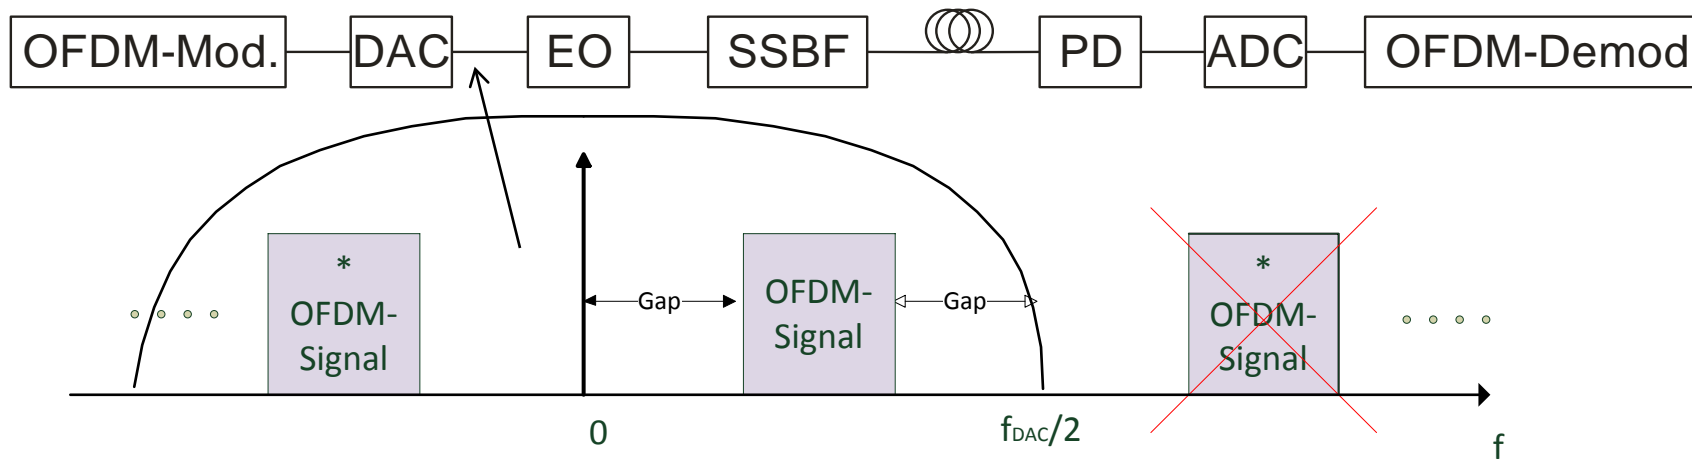 OFDM-Mod.
DAC
EO
SSBF
PD
ADC
OFDM-Demod
*
OFDM-
Signal
Gap
OFDM-
Signal
Gap
*
OFDM-
Signal
0
fDAC/2
f